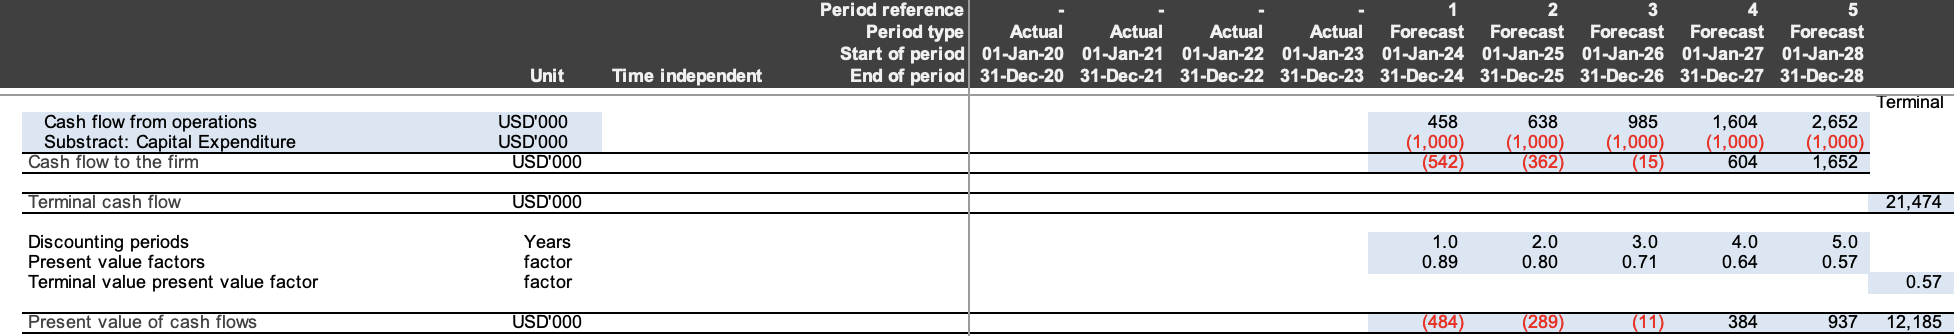 Period reference - - - - 1 2 3 4 5
Period type Actual Actual Actual Actual Forecast Forecast Forecast Forecast Forecast
Start of period 01-Jan-20 01-Jan-21 01-Jan-22 01-Jan-23 01-Jan-24 01-Jan-25 01-Jan-26 01-Jan-27 01-Jan-28
Unit Time independent End of period 31-Dec-20 31-Dec-21 31-Dec-22 31-Dec-23 31-Dec-24 31-Dec-25 31-Dec-26 31-Dec-27 31-Dec-28
Terminal
Cash flow from operations USD'000 458 638 985 1,604 2,652
Substract: Capital Expenditure USD'000 (1,000) (1,000) (1,000) (1,000) (1,000)
Cash flow to the firm USD'000 (542) (362) (15) 604 1,652
Terminal cash flow USD'000 21,474
Discounting periods Years 1.0 2.0 3.0 4.0 5.0
Present value factors factor 0.89 0.80 0.71 0.64 0.57
Terminal value present value factor factor 0.57
Present value of cash flows USD'000 (484) (289) (11) 384 937 12,185